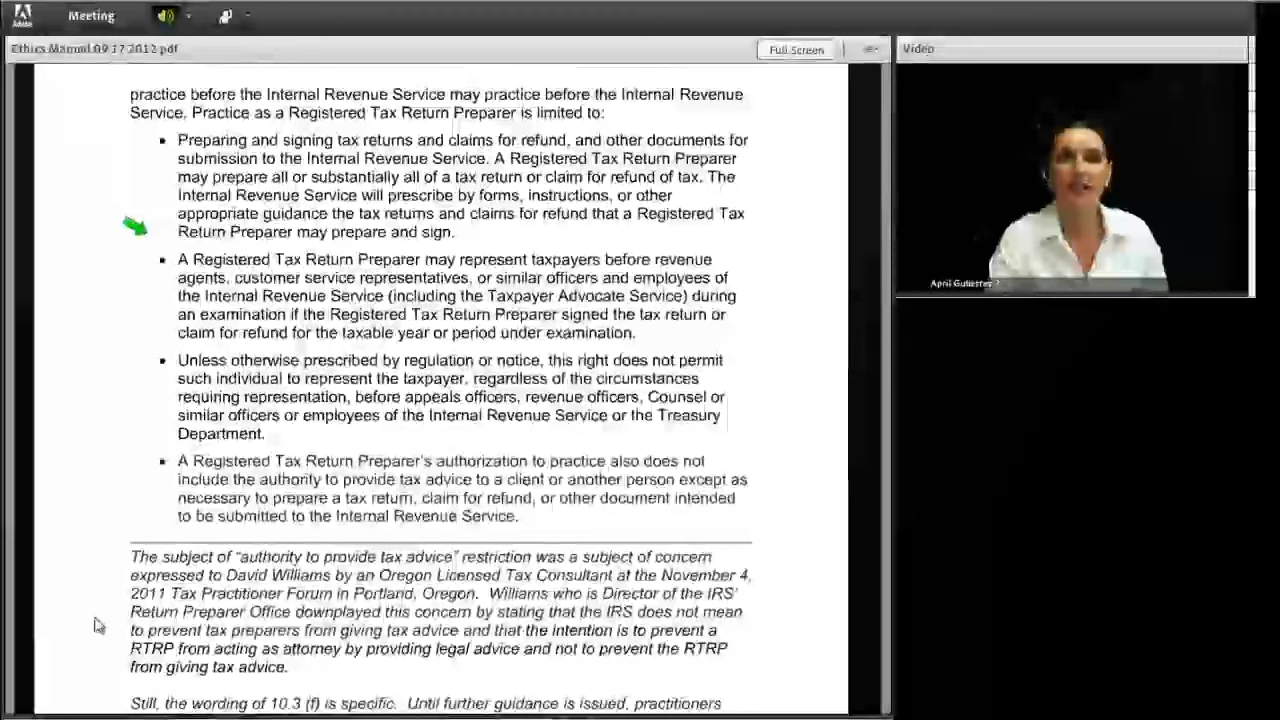 Adobe
Meeting
Ethics Manual 09 17 2012 pdf
Full Screen
Video
practice before the Internal Revenue Service may practice before the Internal Revenue
Service. Practice as a Registered Tax Return Preparer is limited to:
Preparing and signing tax returns and claims for refund, and other documents for
submission to the Internal Revenue Service. A Registered Tax Return Preparer
may prepare all or substantially all of a tax return or claim for refund of tax. The
Internal Revenue Service will prescribe by forms, instructions, or other
appropriate guidance the tax returns and claims for refund that a Registered Tax
Return Preparer may prepare and sign.
A Registered Tax Return Preparer may represent taxpayers before revenue
agents, customer service representatives, or similar officers and employees of
the Internal Revenue Service (including the Taxpayer Advocate Service) during
an examination if the Registered Tax Return Preparer signed the tax return or
claim for refund for the taxable year or period under examination.
Unless otherwise prescribed by regulation or notice, this right does not permit
such individual to represent the taxpayer, regardless of the circumstances
requiring representation, before appeals officers, revenue officers, Counsel or
similar officers or employees of the Internal Revenue Service or the Treasury
Department.
A Registered Tax Return Preparer's authorization to practice also does not
include the authority to provide tax advice to a client or another person except as
necessary to prepare a tax return, claim for refund, or other document intended
to be submitted to the Internal Revenue Service.
The subject of "authority to provide tax advice" restriction was a subject of concern
expressed to David Williams by an Oregon Licensed Tax Consultant at the November 4,
2011 Tax Practitioner Forum in Portland, Oregon. Williams who is Director of the IRS'
Return Preparer Office downplayed this concern by stating that the IRS does not mean
to prevent tax preparers from giving tax advice and that the intention is to prevent a
RTRP from acting as attorney by providing legal advice and not to prevent the RTRP
from giving tax advice.
Still, the wording of 10.3 (f) is specific. Until further guidance is issued, practitioners
April Gutierrez 2